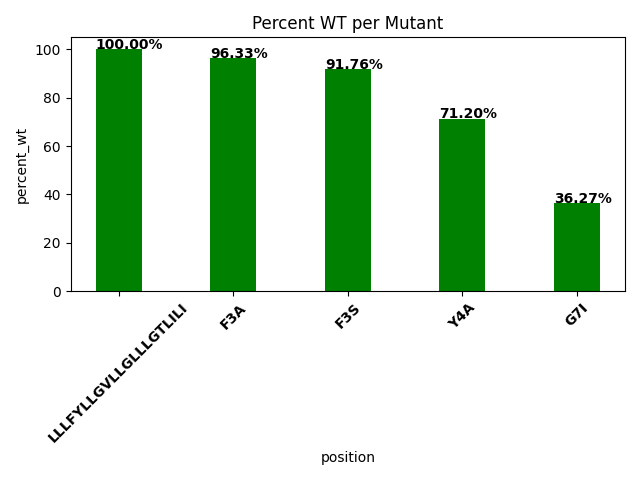 Percent WT per Mutant
percent_wt
100
80
60
40
20
0
100.00%
96.33%
91.76%
71.20%
36.27%
LLLFYLLGVLLGLLLGTLILI
F3A
F3S
Y4A
G7I
position